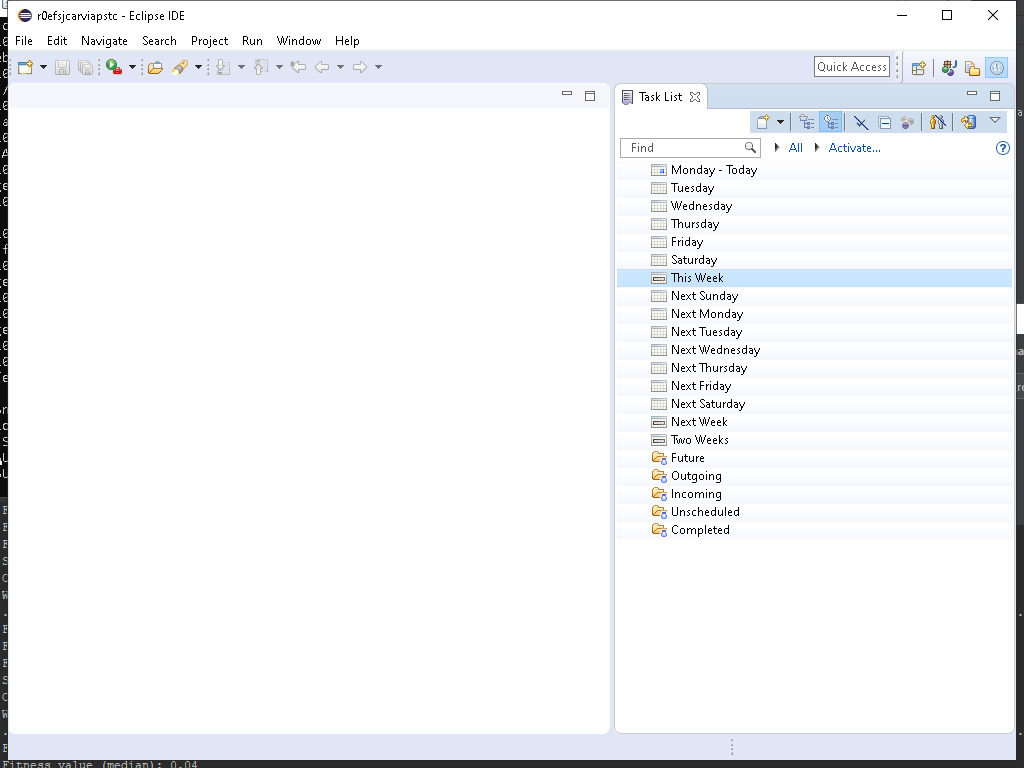 r0efsjcarviapstc - Eclipse IDE
File Edit Navigate Search Project Run Window Help
Quick Access
Task List
Find All Activate...
Monday - Today
Tuesday
Wednesday
Thursday
Friday
Saturday
This Week
Next Sunday
Next Monday
Next Tuesday
Next Wednesday
Next Thursday
Next Friday
Next Saturday
Next Week
Two Weeks
Future
Outgoing
Incoming
Unscheduled
Completed
Fitness value (median): 0.04